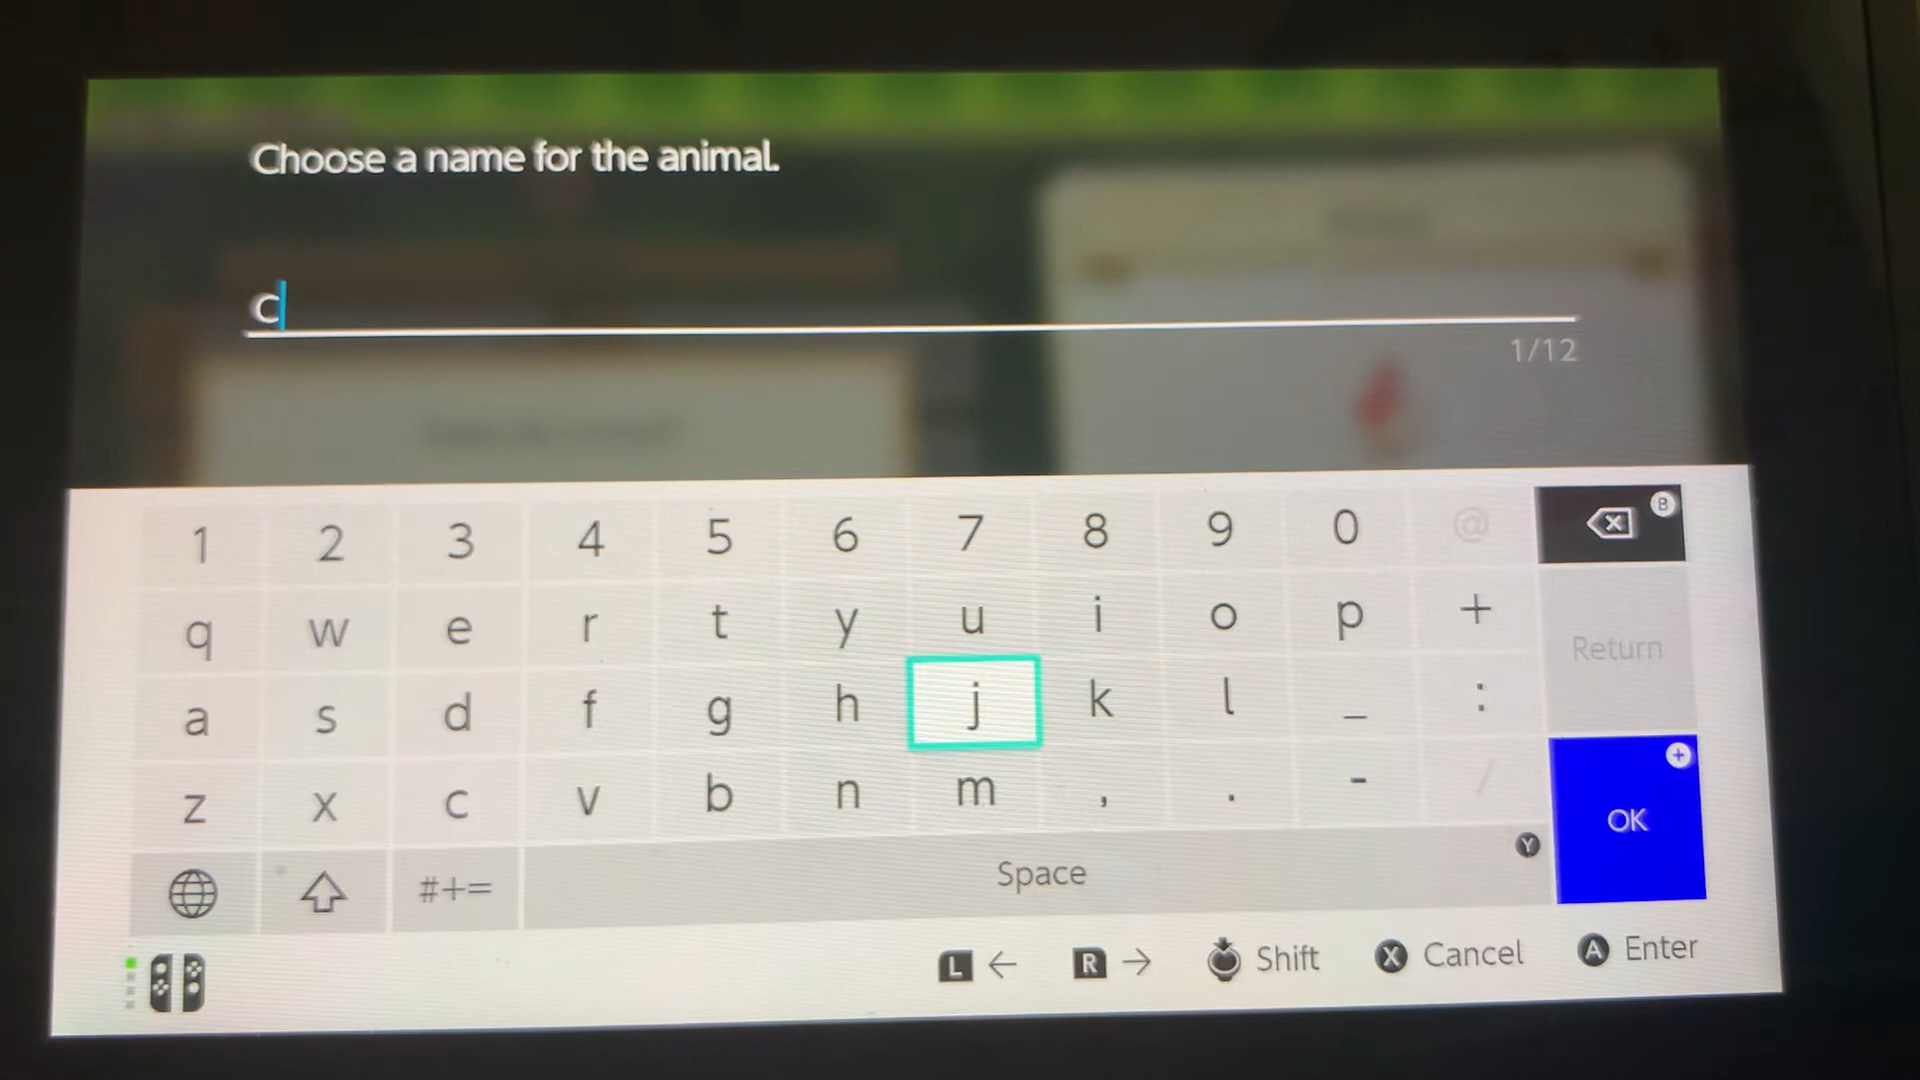 Choose a name for the animal.
C
1/12
1 2 3 4 5 6 7 8 9 0 @ B
q w e r t y u i o p +
Return
a s d f g h j k l _ :
z x c v b n m , . - /
+
OK
#+= Space Y
L ← R → Shift X Cancel A Enter